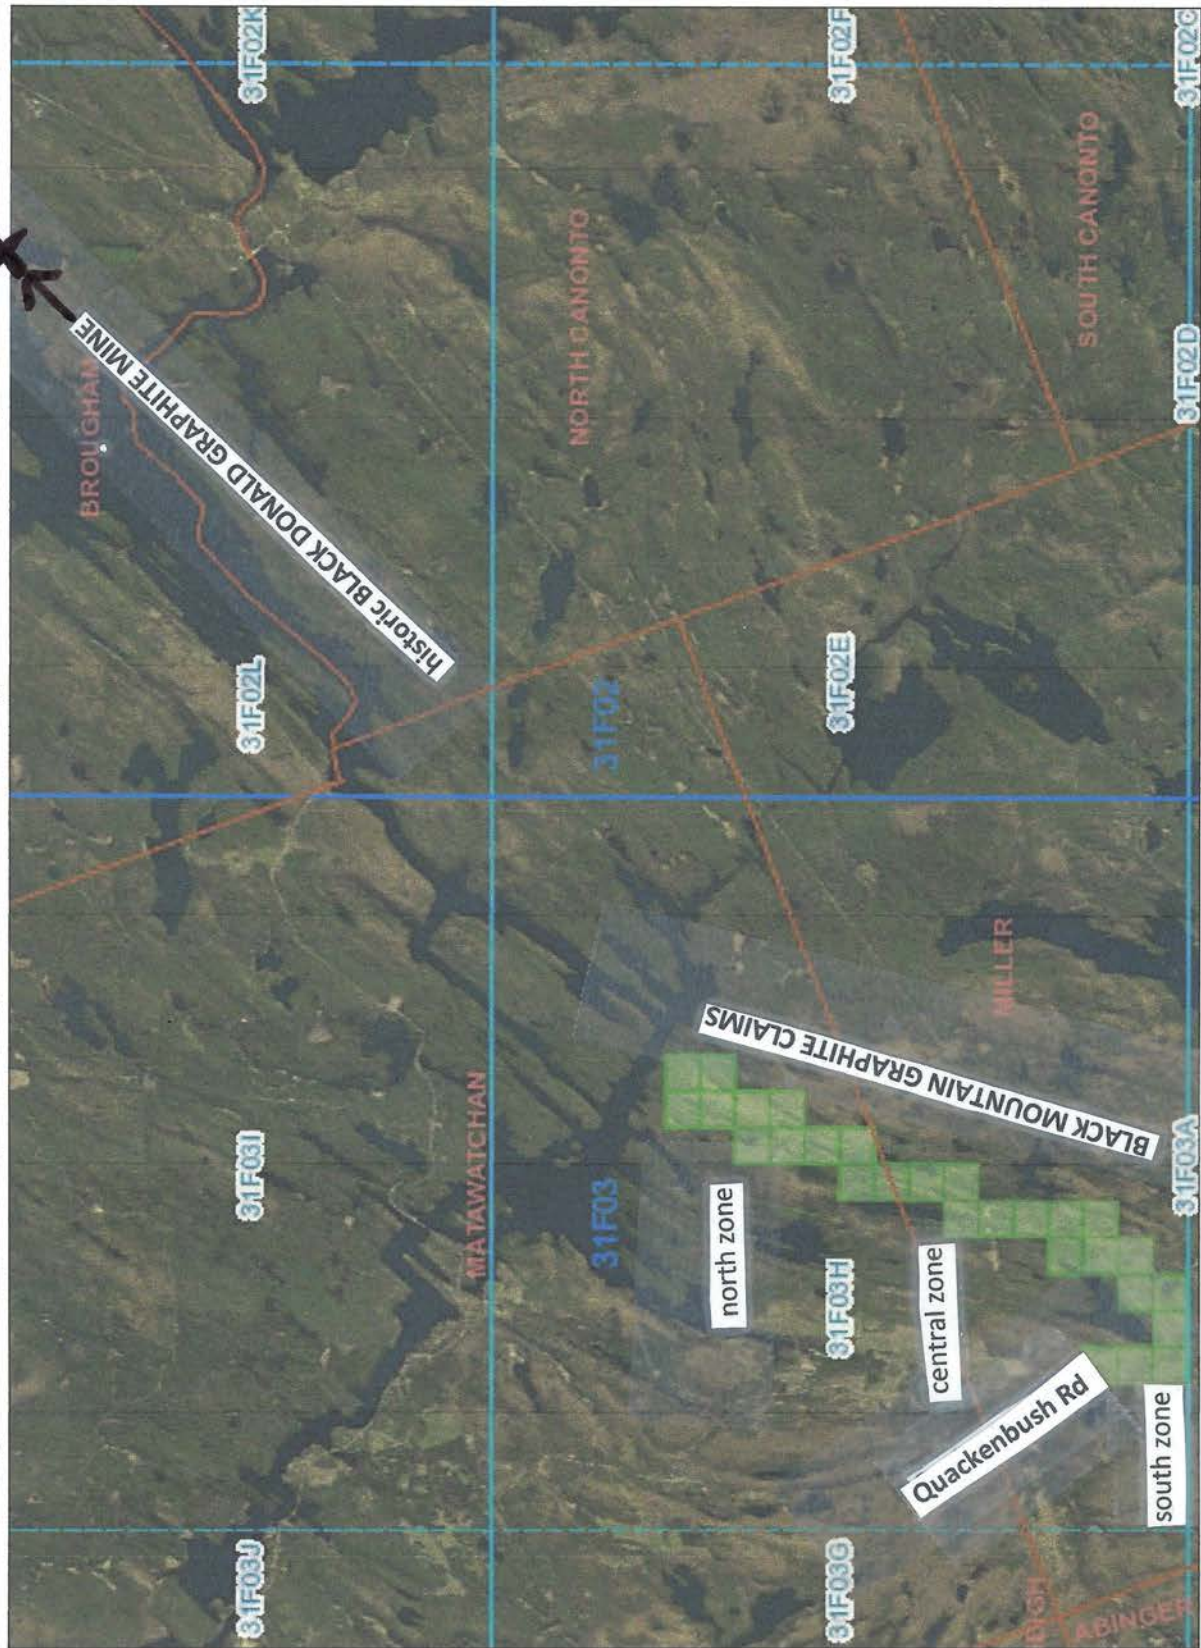 BROUGHAM
historic BLACK DONALD GRAPHITE MINE
31F03J
31F03I
31F02L
31F02K
MATAWATCHAN
NORTH CANONTO
31F03
31F02
north zone
BLACK MOUNTAIN GRAPHITE CLAIMS
31F03G
31F03H
31F02E
31F02F
central zone
Quackenbush Rd
MILLER
SOUTH CANONTO
ABINGER
south zone
31F03A
31F02D
31F02C